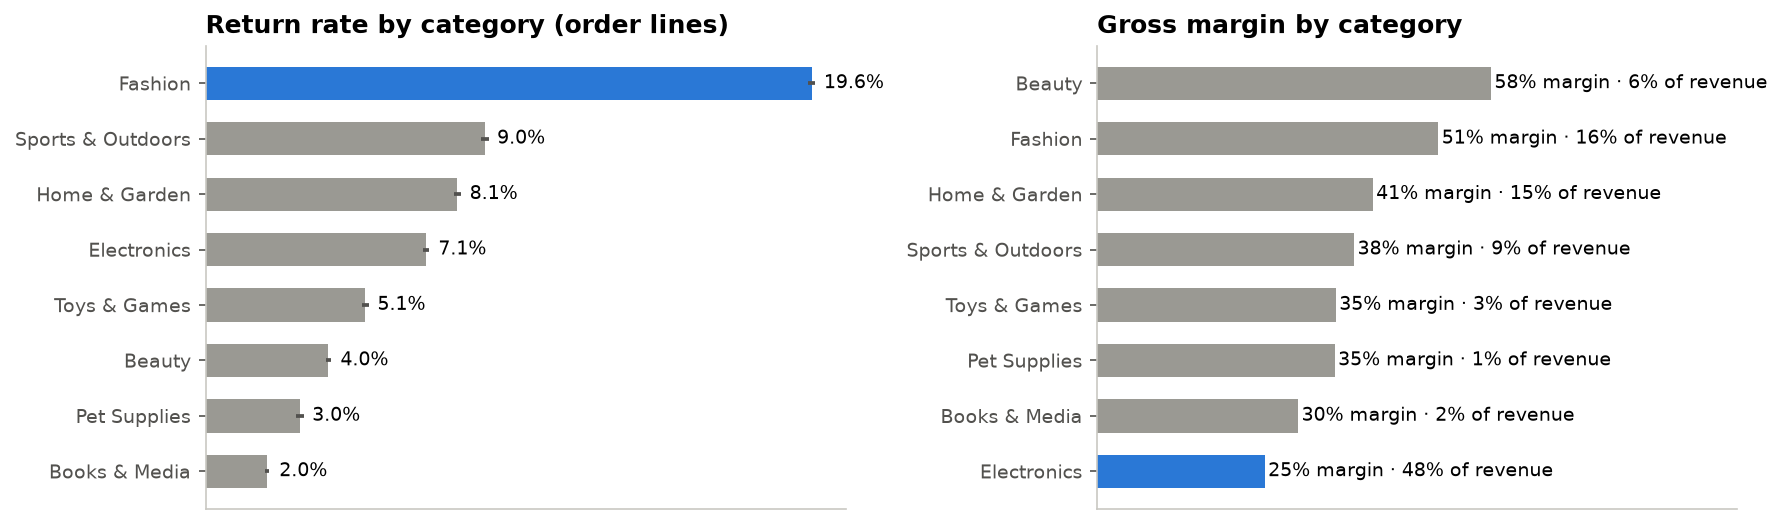 Return rate by category (order lines)
Fashion 19.6%
Sports & Outdoors 9.0%
Home & Garden 8.1%
Electronics 7.1%
Toys & Games 5.1%
Beauty 4.0%
Pet Supplies 3.0%
Books & Media 2.0%
Gross margin by category
Beauty 58% margin · 6% of revenue
Fashion 51% margin · 16% of revenue
Home & Garden 41% margin · 15% of revenue
Sports & Outdoors 38% margin · 9% of revenue
Toys & Games 35% margin · 3% of revenue
Pet Supplies 35% margin · 1% of revenue
Books & Media 30% margin · 2% of revenue
Electronics 25% margin · 48% of revenue